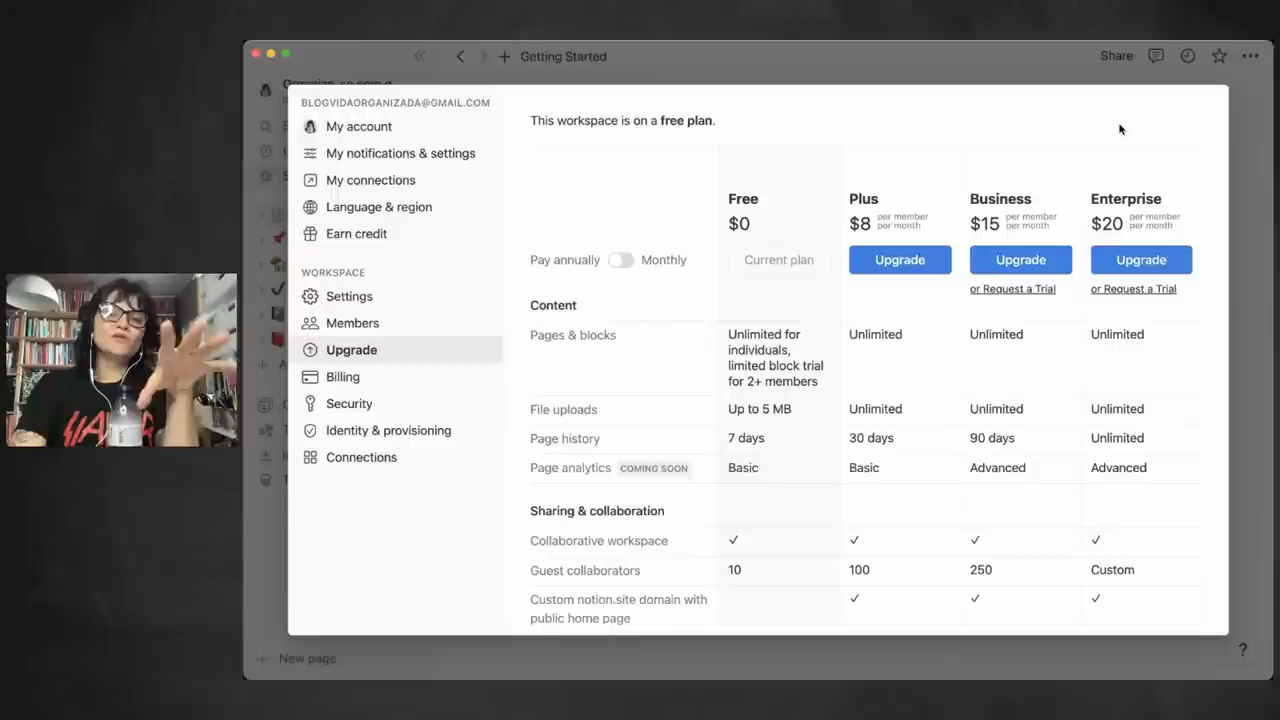 Getting Started
Share
BLOGVIDAORGANIZADA@GMAIL.COM
My account
My notifications & settings
My connections
Language & region
Earn credit
WORKSPACE
Settings
Members
Upgrade
Billing
Security
Identity & provisioning
Connections
New page
This workspace is on a free plan.
Free Plus Business Enterprise
$0 $8 per member per month $15 per member per month $20 per member per month
Pay annually Monthly Current plan Upgrade Upgrade Upgrade
or Request a Trial or Request a Trial
Content
Pages & blocks Unlimited for Unlimited Unlimited Unlimited
individuals,
limited block trial
for 2+ members
File uploads Up to 5 MB Unlimited Unlimited Unlimited
Page history 7 days 30 days 90 days Unlimited
Page analytics COMING SOON Basic Basic Advanced Advanced
Sharing & collaboration
Collaborative workspace ✓ ✓ ✓ ✓
Guest collaborators 10 100 250 Custom
Custom notion.site domain with ✓ ✓ ✓
public home page
?